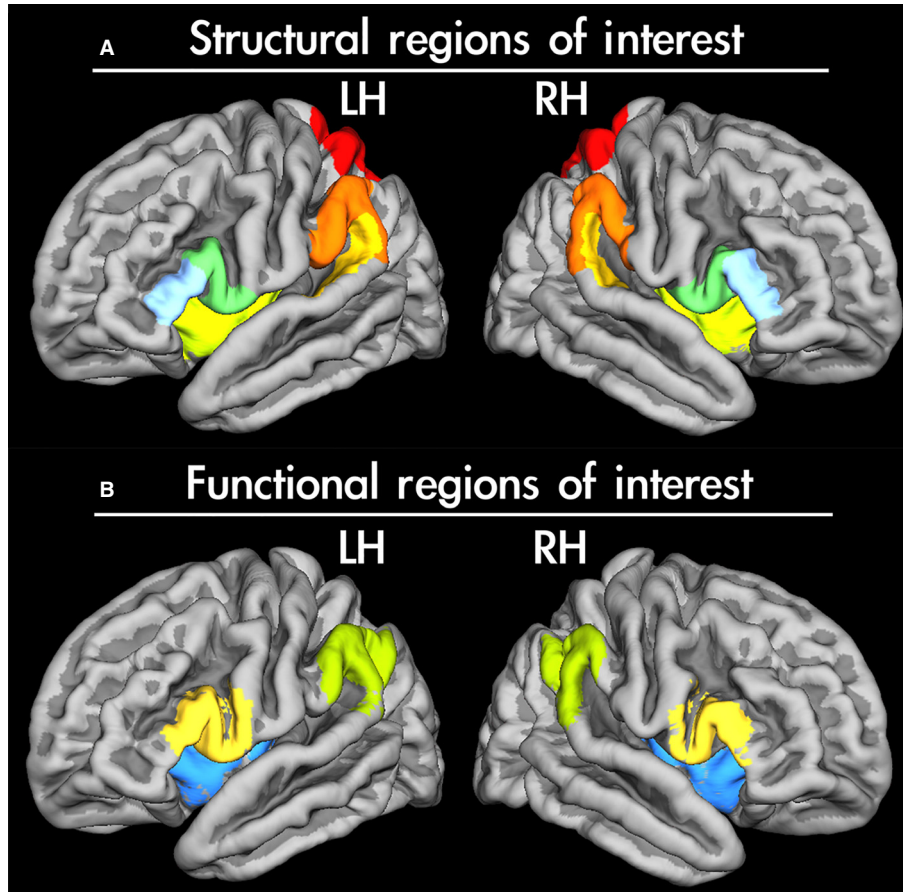 A Structural regions of interest
LH RH
B Functional regions of interest
LH RH